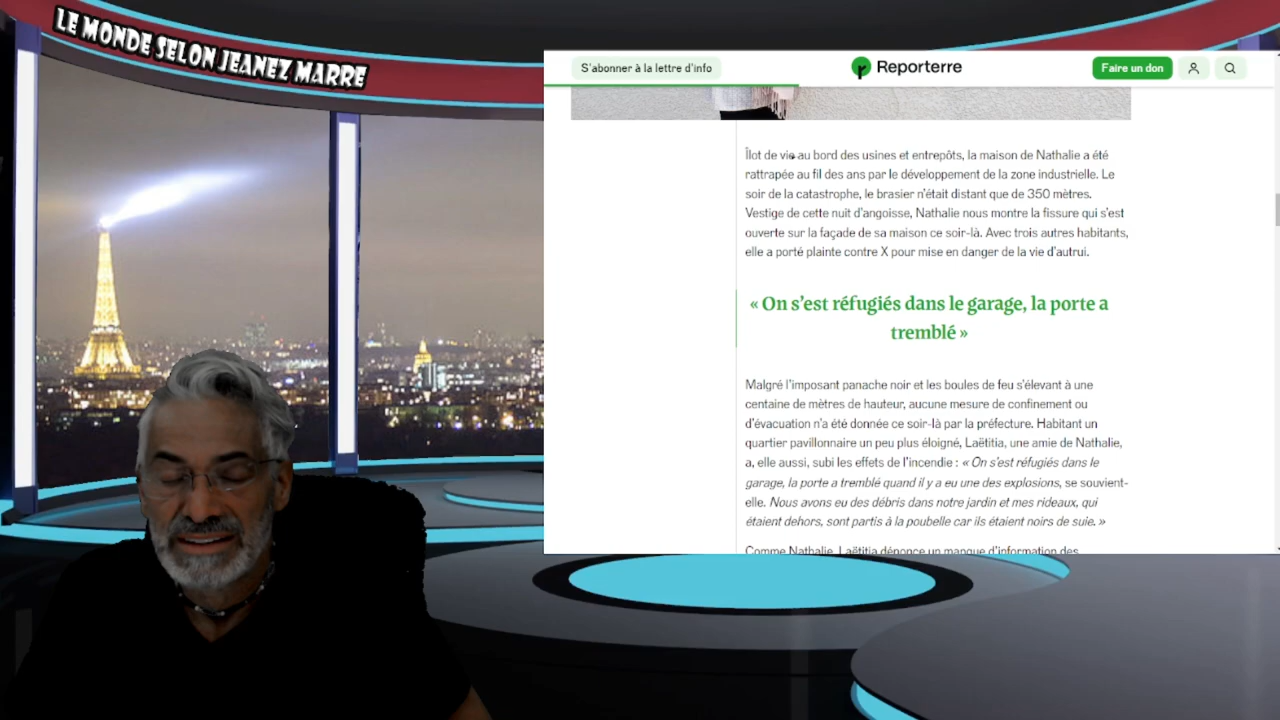 LE MONDE SELON JEANEZ MARRE
S'abonner à la lettre d'info
Reporterre
Faire un don
Îlot de vie au bord des usines et entrepôts, la maison de Nathalie a été
rattrapée au fil des ans par le développement de la zone industrielle. Le
soir de la catastrophe, le brasier n'était distant que de 350 mètres.
Vestige de cette nuit d'angoisse, Nathalie nous montre la fissure qui s'est
ouverte sur la façade de sa maison ce soir-là. Avec trois autres habitants,
elle a porté plainte contre X pour mise en danger de la vie d'autrui.
« On s'est réfugiés dans le garage, la porte a
tremblé »
Malgré l'imposant panache noir et les boules de feu s'élevant à une
centaine de mètres de hauteur, aucune mesure de confinement ou
d'évacuation n'a été donnée ce soir-là par la préfecture. Habitant un
quartier pavillonnaire un peu plus éloigné, Laëtitia, une amie de Nathalie,
a, elle aussi, subi les effets de l'incendie : « On s'est réfugiés dans le
garage, la porte a tremblé quand il y a eu une des explosions, se souvient-
elle. Nous avons eu des débris dans notre jardin et mes rideaux, qui
étaient dehors, sont partis à la poubelle car ils étaient noirs de suie. »
Comme Nathalie, Laëtitia dénonce un manque d'information des